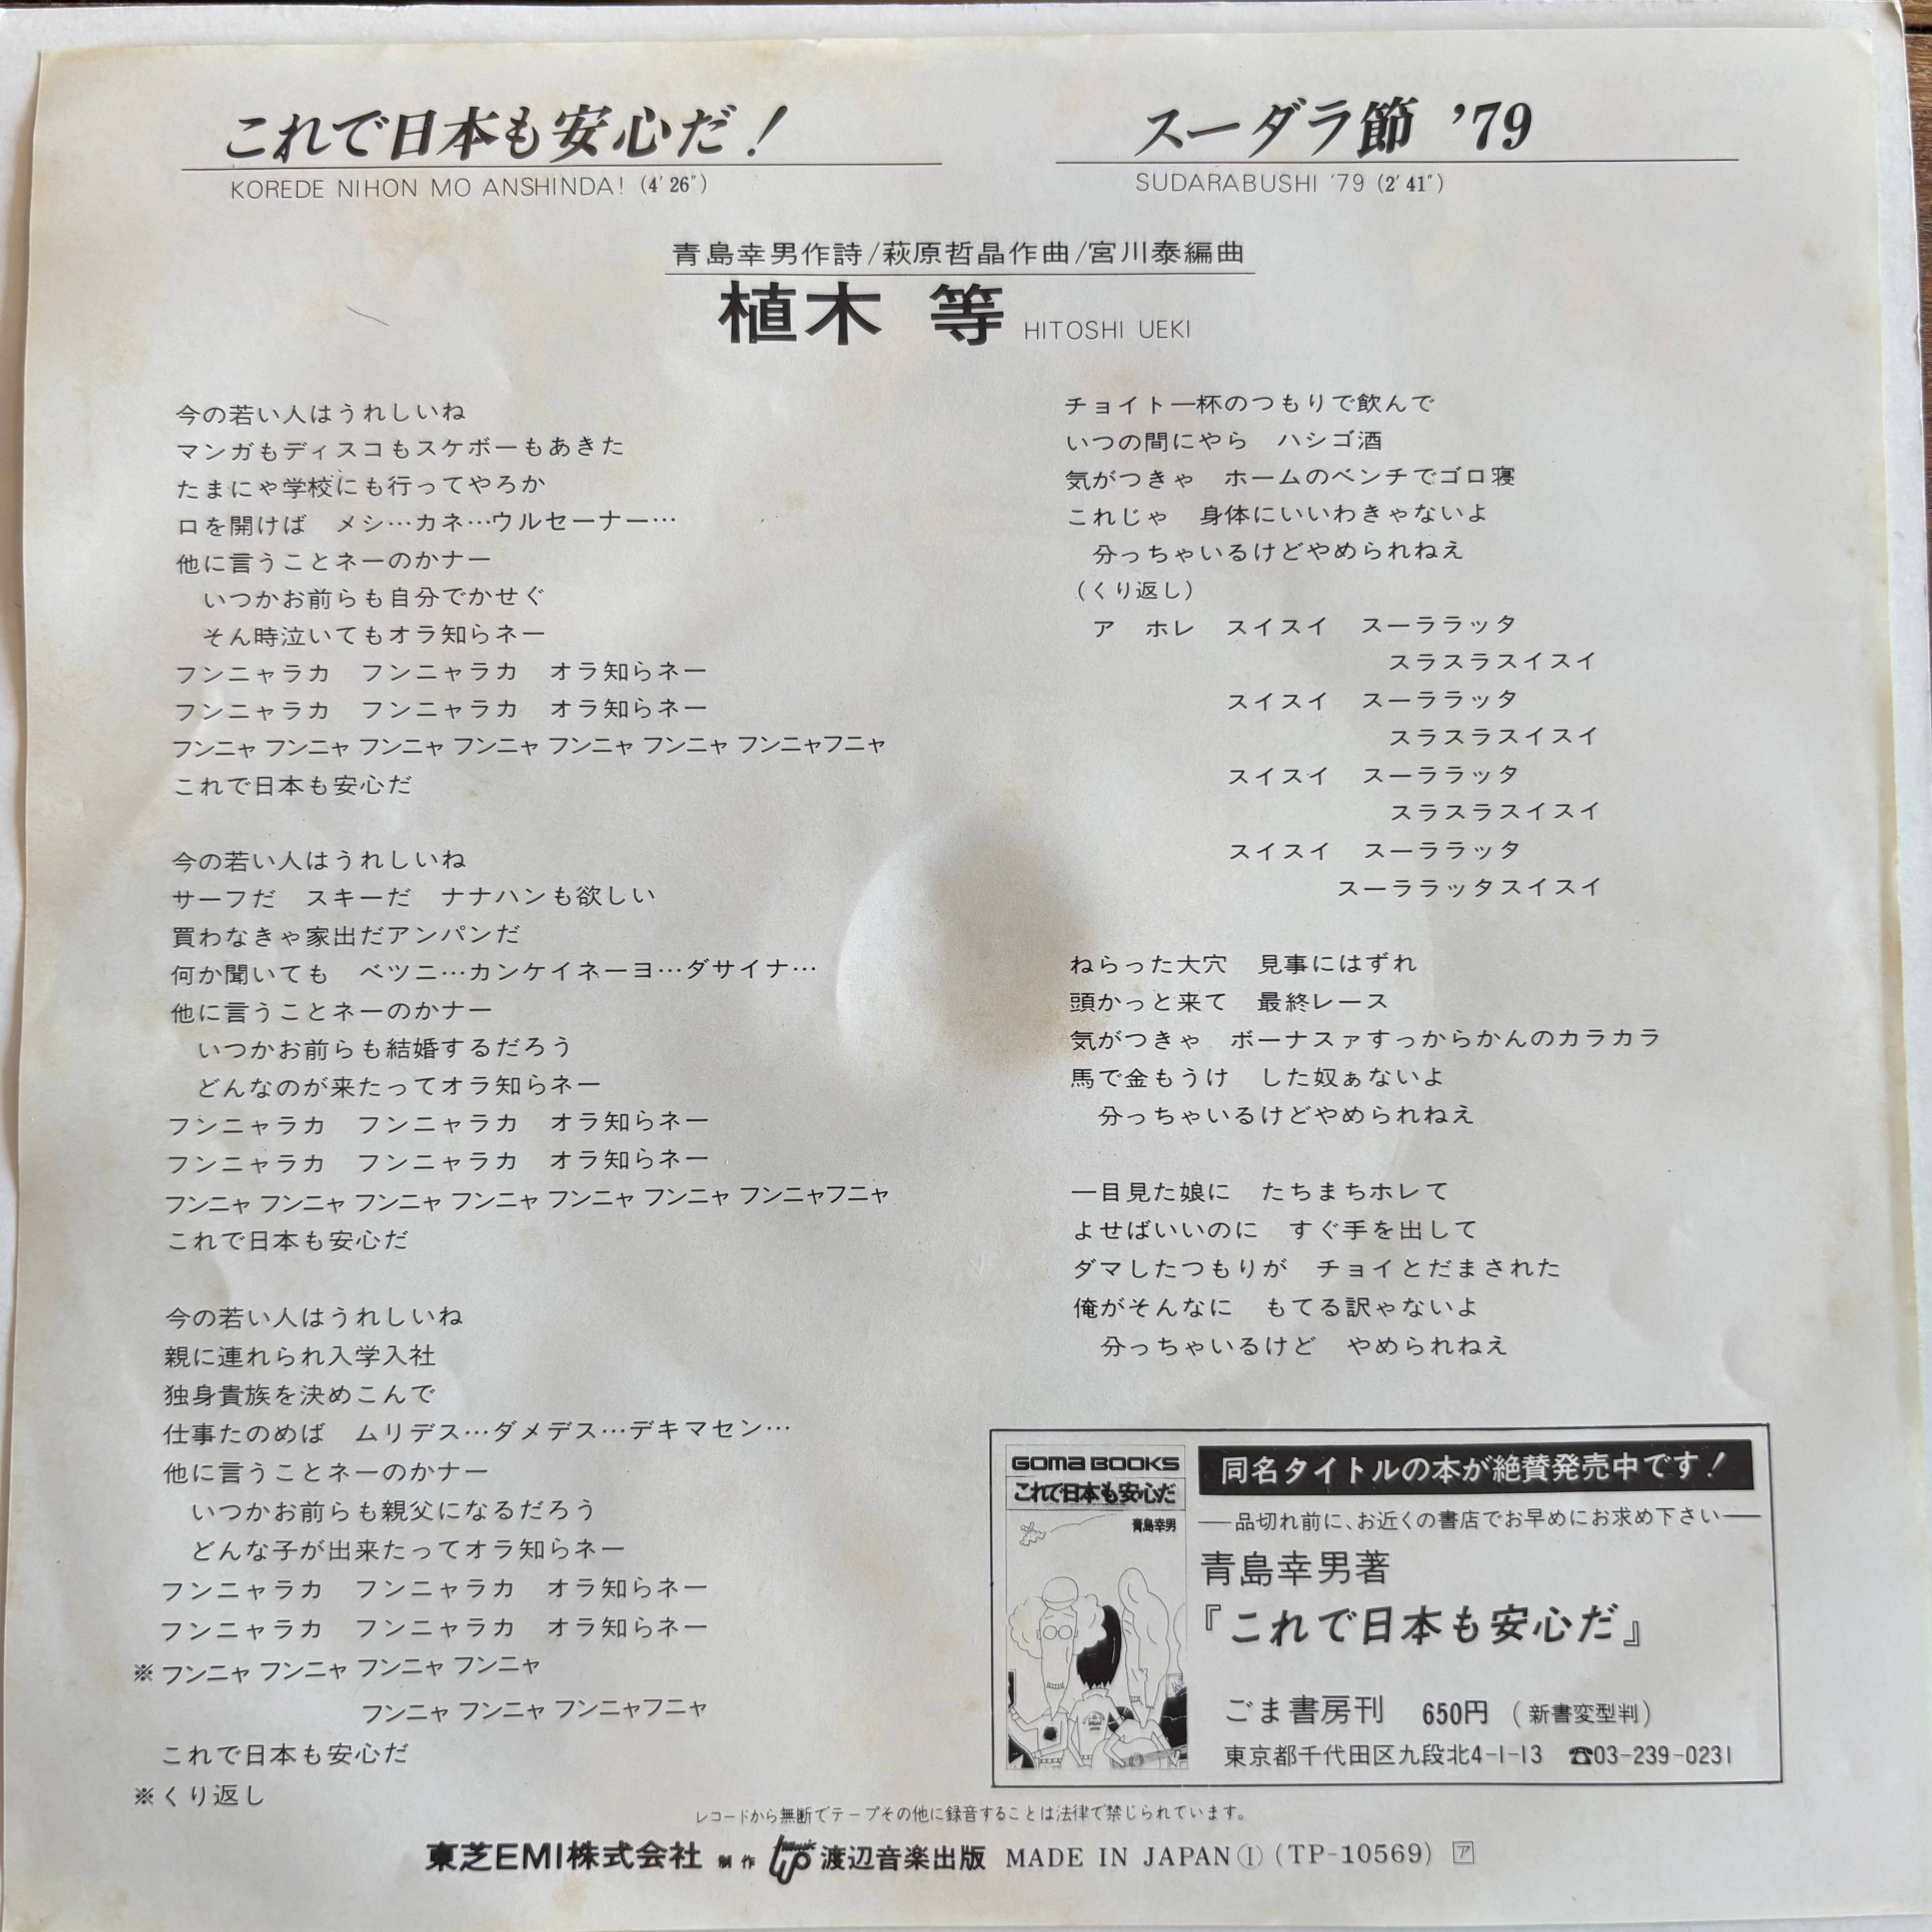 これで日本も安心だ！
KOREDE NIHON MO ANSHINDA! (4′26″)
スーダラ節 ’79
SUDARABUSHI ’79 (2′41″)
青島幸男作詩/萩原哲晶作曲/宮川泰編曲
植木 等 HITOSHI UEKI
今の若い人はうれしいね
マンガもディスコもスケボーもあきた
たまにゃ学校にも行ってやろか
口を開けば　メシ…カネ…ウルセーナー…
他に言うことネーのかナー
いつかお前らも自分でかせぐ
そん時泣いてもオラ知らネー
フンニャラカ　フンニャラカ　オラ知らネー
フンニャラカ　フンニャラカ　オラ知らネー
フンニャ フンニャ フンニャ フンニャ フンニャ フンニャ フンニャフニャ
これで日本も安心だ
今の若い人はうれしいね
サーフだ　スキーだ　ナナハンも欲しい
買わなきゃ家出だアンパンだ
何か聞いても　ベツニ…カンケイネーヨ…ダサイナ…
他に言うことネーのかナー
いつかお前らも結婚するだろう
どんなのが来たってオラ知らネー
フンニャラカ　フンニャラカ　オラ知らネー
フンニャラカ　フンニャラカ　オラ知らネー
フンニャ フンニャ フンニャ フンニャ フンニャ フンニャ フンニャフニャ
これで日本も安心だ
今の若い人はうれしいね
親に連れられ入学入社
独身貴族を決めこんで
仕事たのめば　ムリデス…ダメデス…デキマセン…
他に言うことネーのかナー
いつかお前らも親父になるだろう
どんな子が出来たってオラ知らネー
フンニャラカ　フンニャラカ　オラ知らネー
フンニャラカ　フンニャラカ　オラ知らネー
※フンニャ フンニャ フンニャ フンニャ
フンニャ フンニャ フンニャフニャ
これで日本も安心だ
※くり返し
チョイト一杯のつもりで飲んで
いつの間にやら　ハシゴ酒
気がつきゃ　ホームのベンチでゴロ寝
これじゃ　身体にいいわきゃないよ
分っちゃいるけどやめられねえ
（くり返し）
ア　ホレ　スイスイ　スーララッタ
スラスラスイスイ
スイスイ　スーララッタ
スラスラスイスイ
スイスイ　スーララッタ
スラスラスイスイ
スイスイ　スーララッタ
スーララッタスイスイ
ねらった大穴　見事にはずれ
頭かっと来て　最終レース
気がつきゃ　ボーナスァすっからかんのカラカラ
馬で金もうけ　した奴ぁないよ
分っちゃいるけどやめられねえ
一目見た娘に　たちまちホレて
よせばいいのに　すぐ手を出して
ダマしたつもりが　チョイとだまされた
俺がそんなに　もてる訳ゃないよ
分っちゃいるけど　やめられねえ
GOMA BOOKS
これで日本も安心だ
青島幸男
同名タイトルの本が絶賛発売中です！
―品切れ前に、お近くの書店でお早めにお求め下さい―
青島幸男著
『これで日本も安心だ』
ごま書房刊　650円　（新書変型判）
東京都千代田区九段北4-1-13　☎03-239-0231
レコードから無断でテープその他に録音することは法律で禁じられています。
東芝EMI株式会社 制作 渡辺音楽出版 MADE IN JAPAN Ⓘ (TP-10569) ア